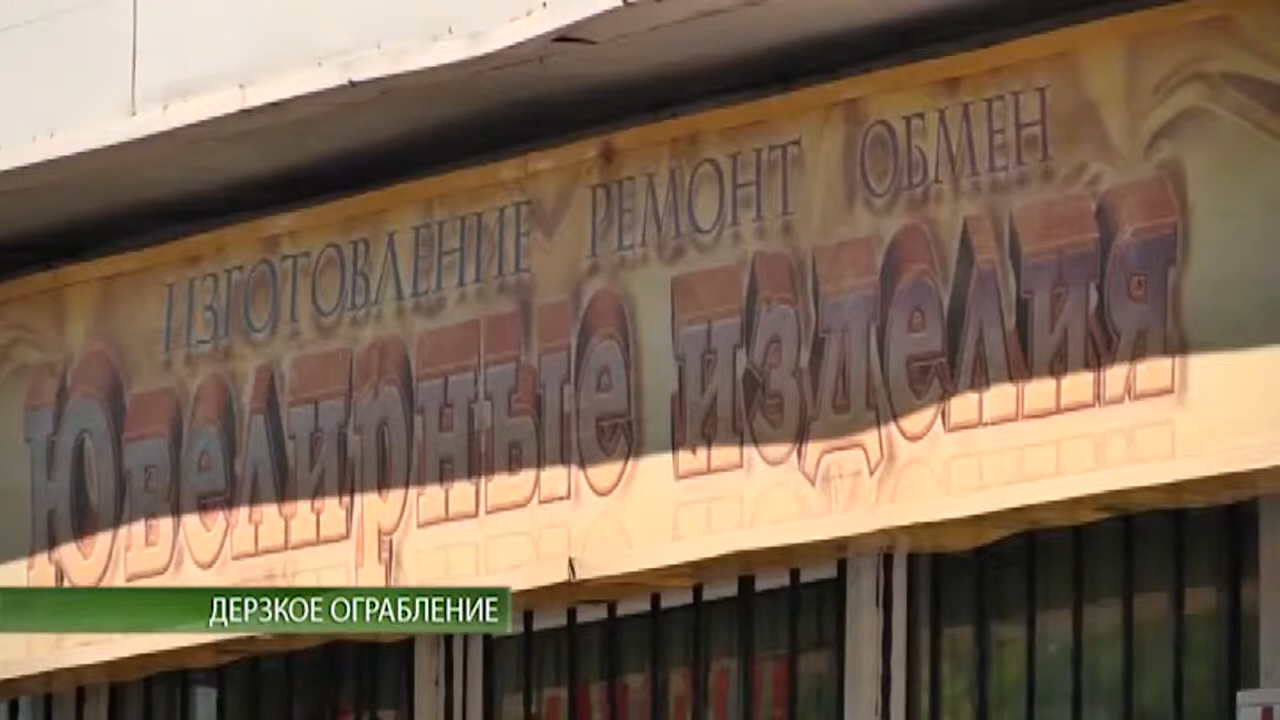 ИЗГОТОВЛЕНИЕ РЕМОНТ ОБМЕН
Ювелирные изделия
ДЕРЗКОЕ ОГРАБЛЕНИЕ